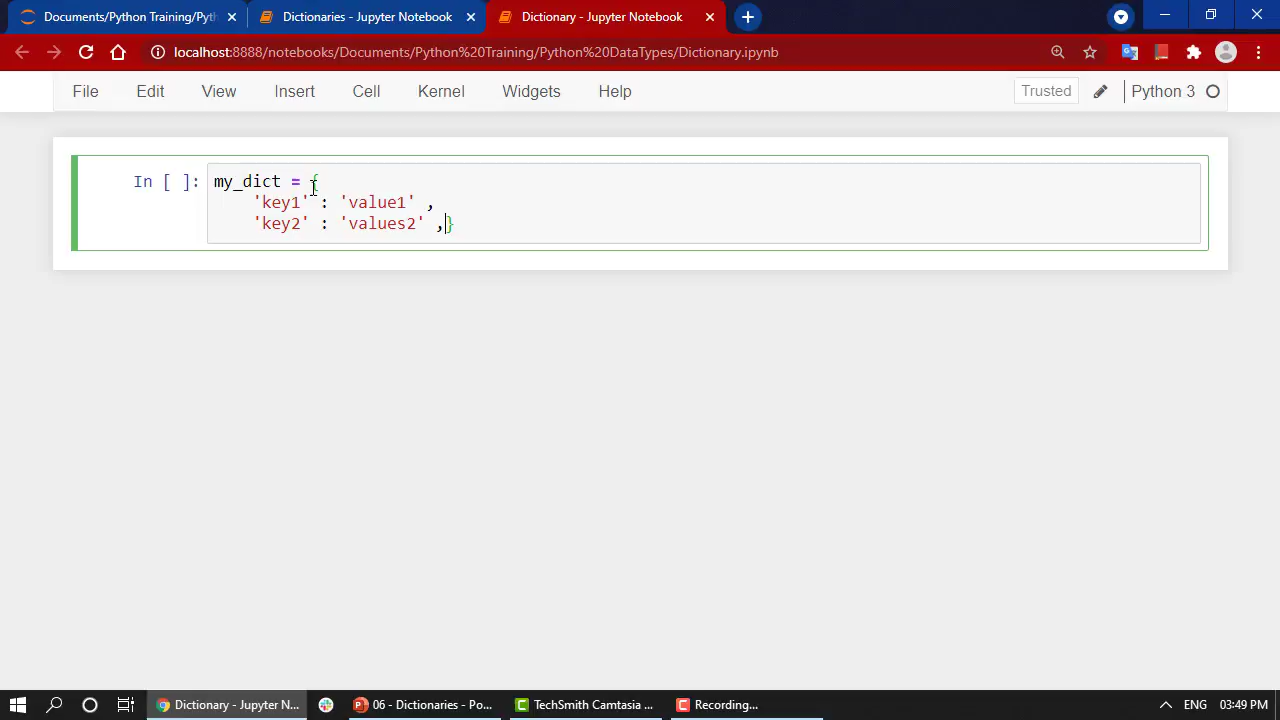 Documents/Python Training/Pyth
Dictionaries - Jupyter Notebook
Dictionary - Jupyter Notebook
localhost:8888/notebooks/Documents/Python%20Training/Python%20DataTypes/Dictionary.ipynb
File Edit View Insert Cell Kernel Widgets Help Trusted Python 3
In [ ]: my_dict = {
'key1' : 'value1' ,
'key2' : 'values2' ,}
Dictionary - Jupyter N... 06 - Dictionaries - Po... TechSmith Camtasia ... Recording... ENG 03:49 PM